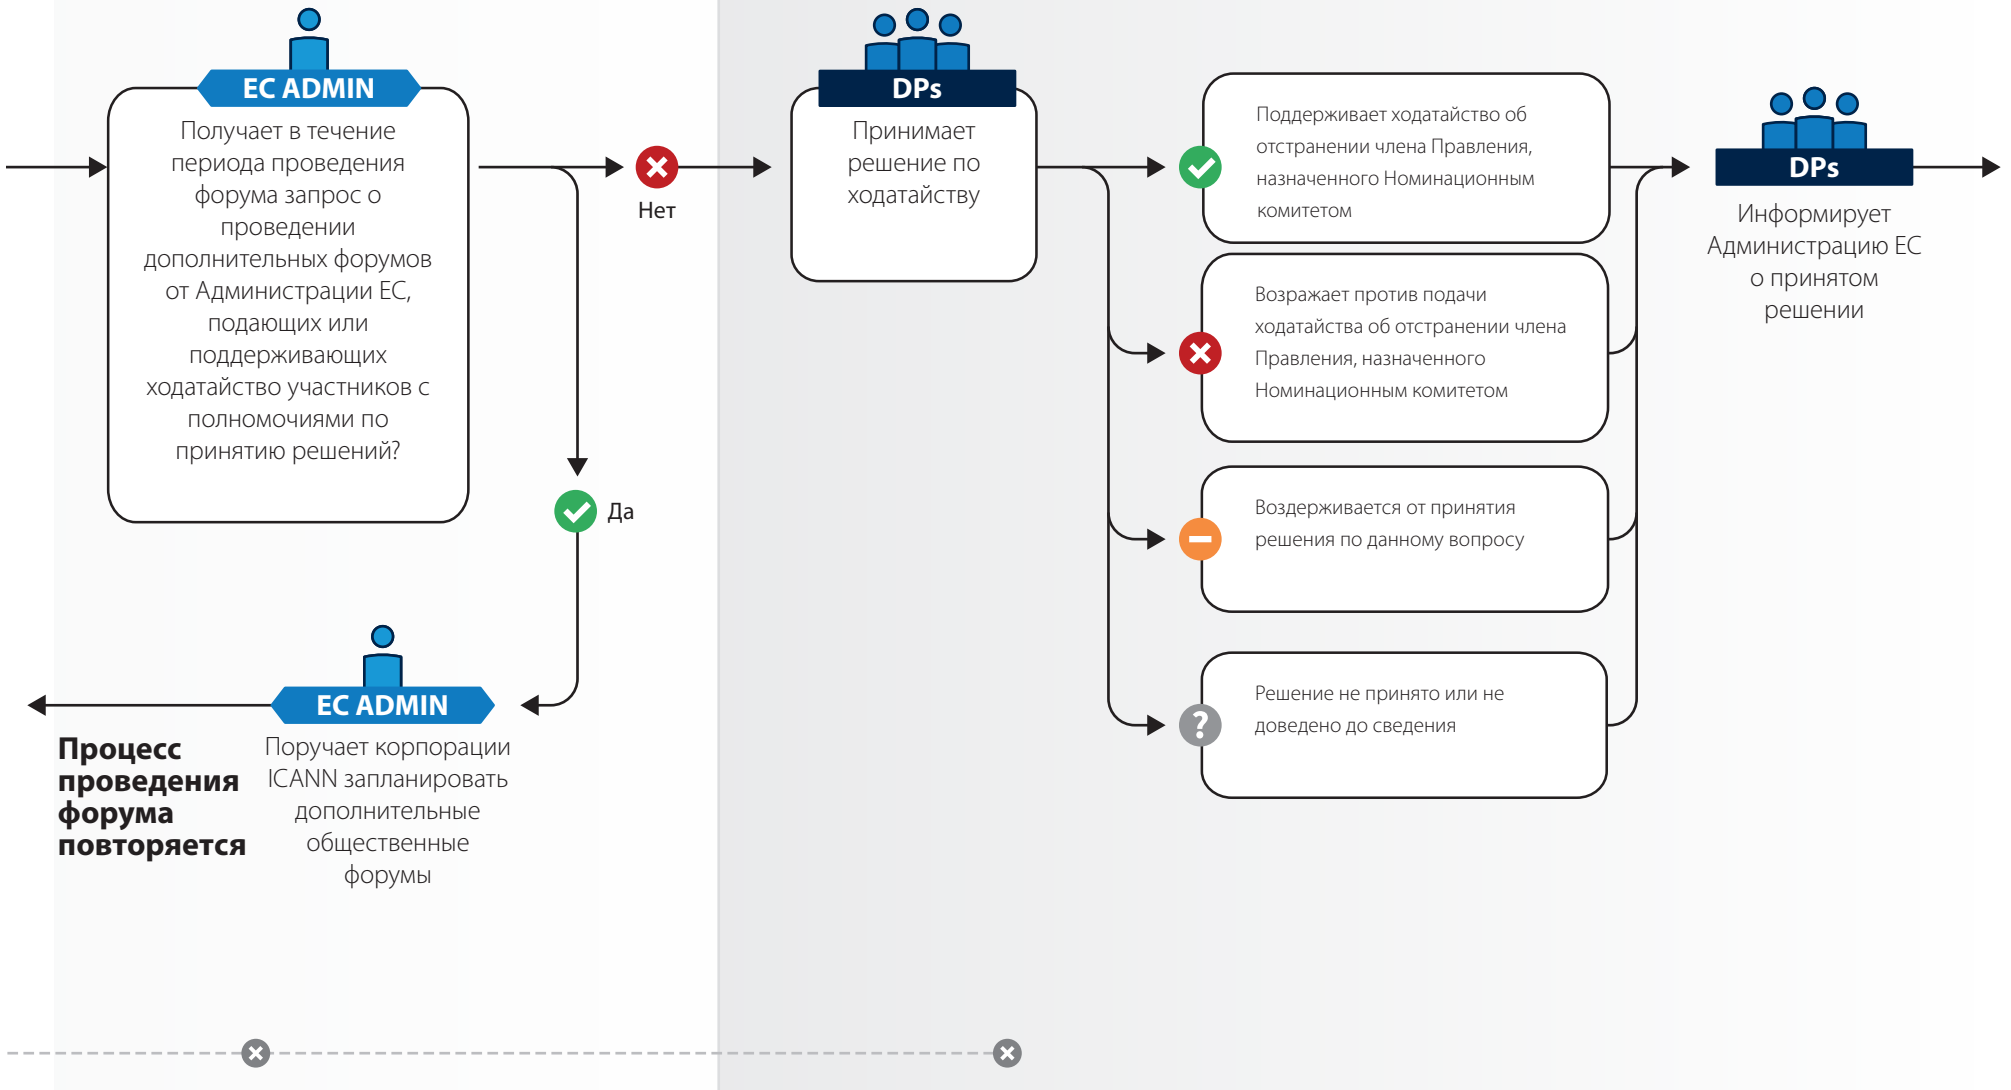 EC ADMIN
Получает в течение
периода проведения
форума запрос о
проведении
дополнительных форумов
от Администрации ЕС,
подающих или
поддерживающих
ходатайство участников с
полномочиями по
принятию решений?
Нет
Да
EC ADMIN
Поручает корпорации
ICANN запланировать
дополнительные
общественные
форумы
Процесс
проведения
форума
повторяется
DPs
Принимает
решение по
ходатайству
Поддерживает ходатайство об
отстранении члена Правления,
назначенного Номинационным
комитетом
Возражает против подачи
ходатайства об отстранении члена
Правления, назначенного
Номинационным комитетом
Воздерживается от принятия
решения по данному вопросу
Решение не принято или не
доведено до сведения
DPs
Информирует
Администрацию ЕС
о принятом
решении